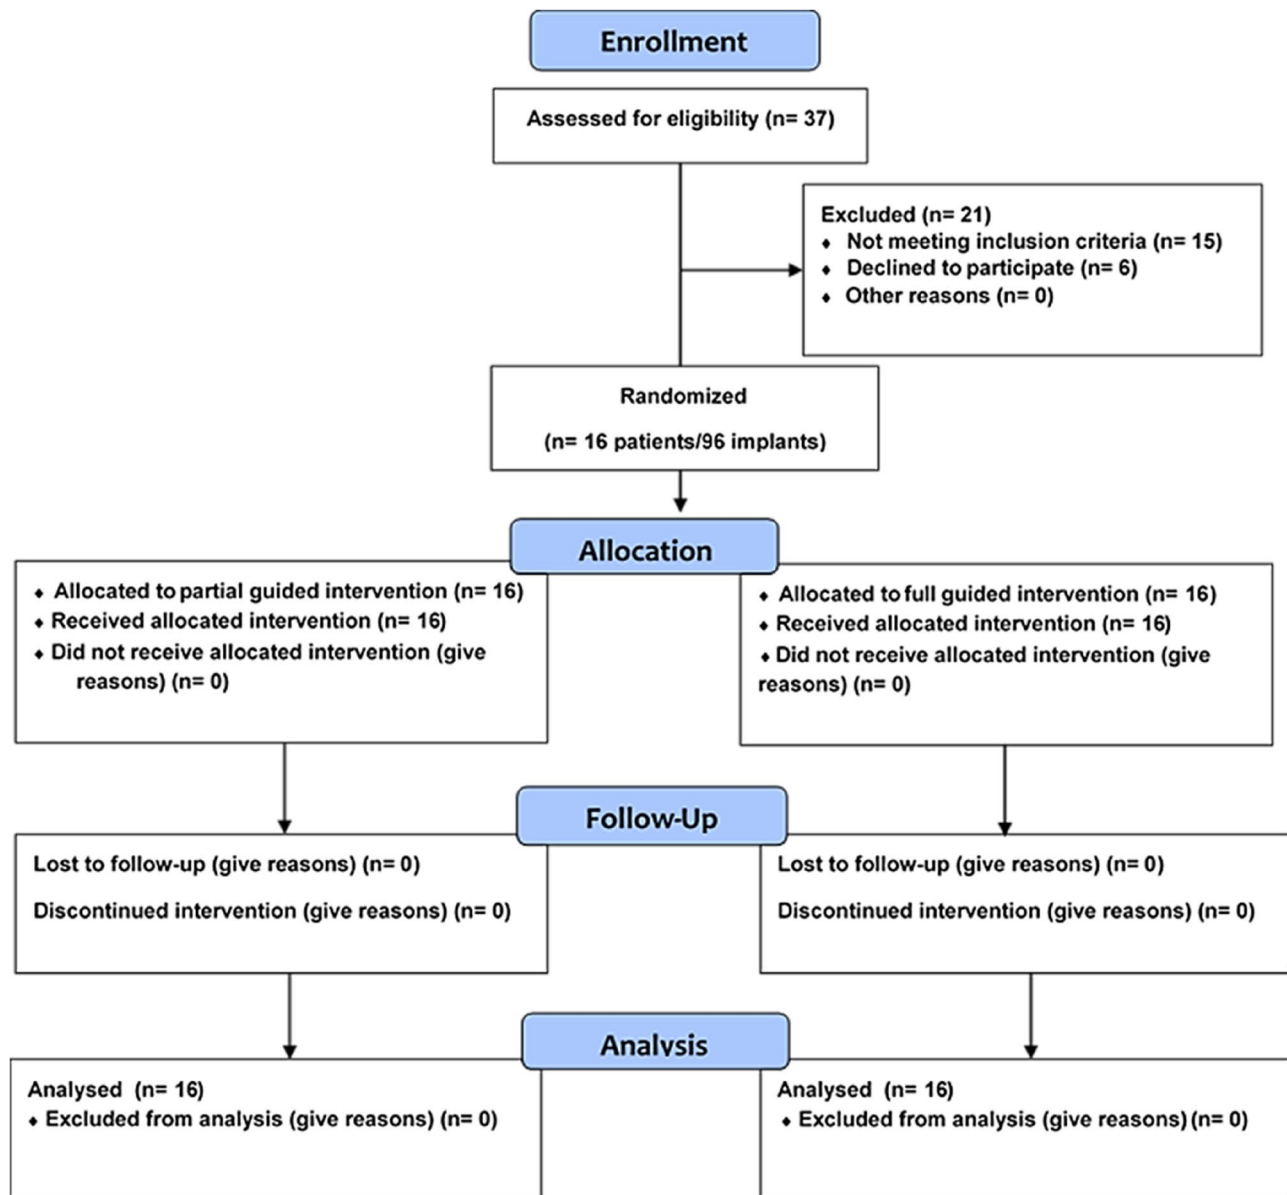 Enrollment
Assessed for eligibility (n= 37)
Excluded (n= 21)
♦ Not meeting inclusion criteria (n= 15)
♦ Declined to participate (n= 6)
♦ Other reasons (n= 0)
Randomized
(n= 16 patients/96 implants)
Allocation
♦ Allocated to partial guided intervention (n= 16)
♦ Received allocated intervention (n= 16)
♦ Did not receive allocated intervention (give
reasons) (n= 0)
♦ Allocated to full guided intervention (n= 16)
♦ Received allocated intervention (n= 16)
♦ Did not receive allocated intervention (give
reasons) (n= 0)
Follow-Up
Lost to follow-up (give reasons) (n= 0)
Discontinued intervention (give reasons) (n= 0)
Lost to follow-up (give reasons) (n= 0)
Discontinued intervention (give reasons) (n= 0)
Analysis
Analysed (n= 16)
♦ Excluded from analysis (give reasons) (n= 0)
Analysed (n= 16)
♦ Excluded from analysis (give reasons) (n= 0)